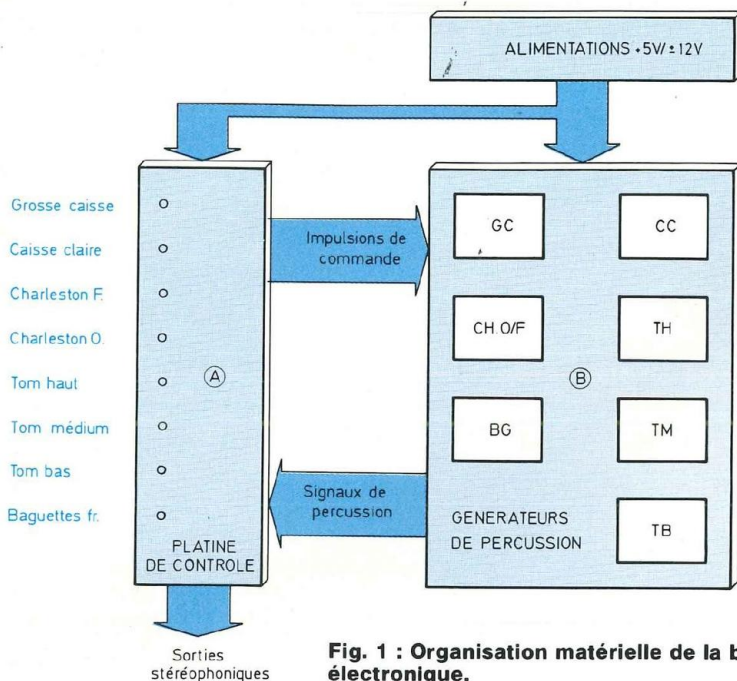 ALIMENTATIONS +5V/±12V
Grosse caisse
Caisse claire
Charleston F.
Charleston O.
Tom haut
Tom médium
Tom bas
Baguettes fr.
A
PLATINE
DE CONTROLE
Impulsions de
commande
Signaux de
percussion
GC
CC
CH.O/F
TH
B
BG
TM
GENERATEURS
DE PERCUSSION
TB
Sorties
stéréophoniques
Fig. 1 : Organisation matérielle de la b
électronique.